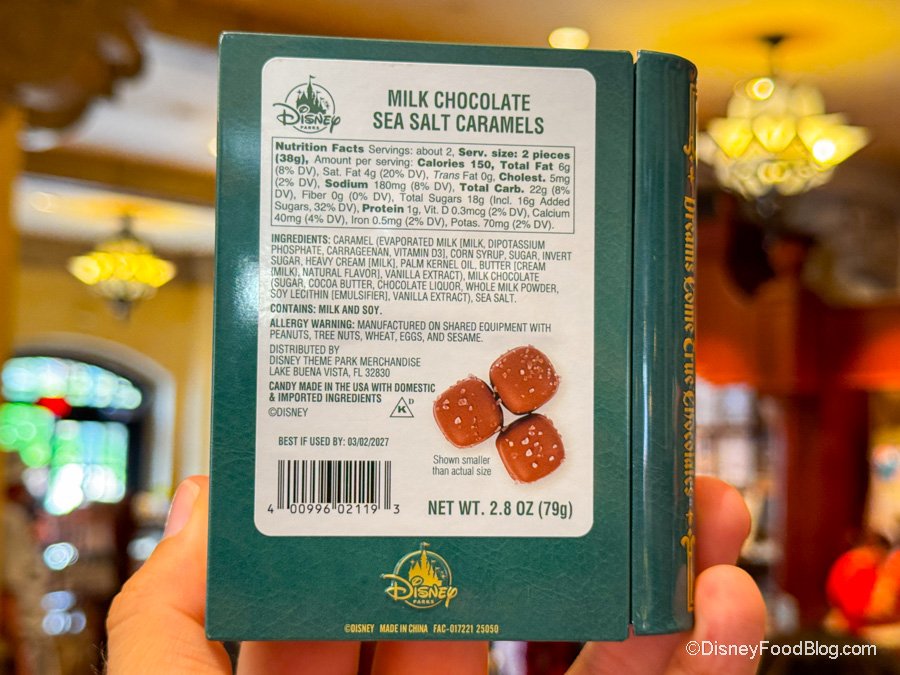 Disney
PARKS
MILK CHOCOLATE
SEA SALT CARAMELS
Nutrition Facts Servings: about 2, Serv. size: 2 pieces
(38g), Amount per serving: Calories 150, Total Fat 6g
(8% DV), Sat. Fat 4g (20% DV), Trans Fat 0g, Cholest. 5mg
(2% DV), Sodium 180mg (8% DV), Total Carb. 22g (8%
DV), Fiber 0g (0% DV), Total Sugars 18g (Incl. 16g Added
Sugars, 32% DV), Protein 1g, Vit. D 0.3mcg (2% DV), Calcium
40mg (4% DV), Iron 0.5mg (2% DV), Potas. 70mg (2% DV).
INGREDIENTS: CARAMEL (EVAPORATED MILK [MILK, DIPOTASSIUM
PHOSPHATE, CARRAGEENAN, VITAMIN D3], CORN SYRUP, SUGAR, INVERT
SUGAR, HEAVY CREAM [MILK], PALM KERNEL OIL, BUTTER [CREAM
(MILK), NATURAL FLAVOR], VANILLA EXTRACT), MILK CHOCOLATE
(SUGAR, COCOA BUTTER, CHOCOLATE LIQUOR, WHOLE MILK POWDER,
SOY LECITHIN [EMULSIFIER], VANILLA EXTRACT), SEA SALT.
CONTAINS: MILK AND SOY.
ALLERGY WARNING: MANUFACTURED ON SHARED EQUIPMENT WITH
PEANUTS, TREE NUTS, WHEAT, EGGS, AND SESAME.
DISTRIBUTED BY
DISNEY THEME PARK MERCHANDISE
LAKE BUENA VISTA, FL 32830
CANDY MADE IN THE USA WITH DOMESTIC
& IMPORTED INGREDIENTS
K D
©DISNEY
BEST IF USED BY: 03/02/2027
Shown smaller
than actual size
4 00996 02119 3
NET WT. 2.8 OZ (79g)
Disney
PARKS
©DISNEY MADE IN CHINA FAC-017221 25050
Dreams Come True Chocolates
©DisneyFoodBlog.com